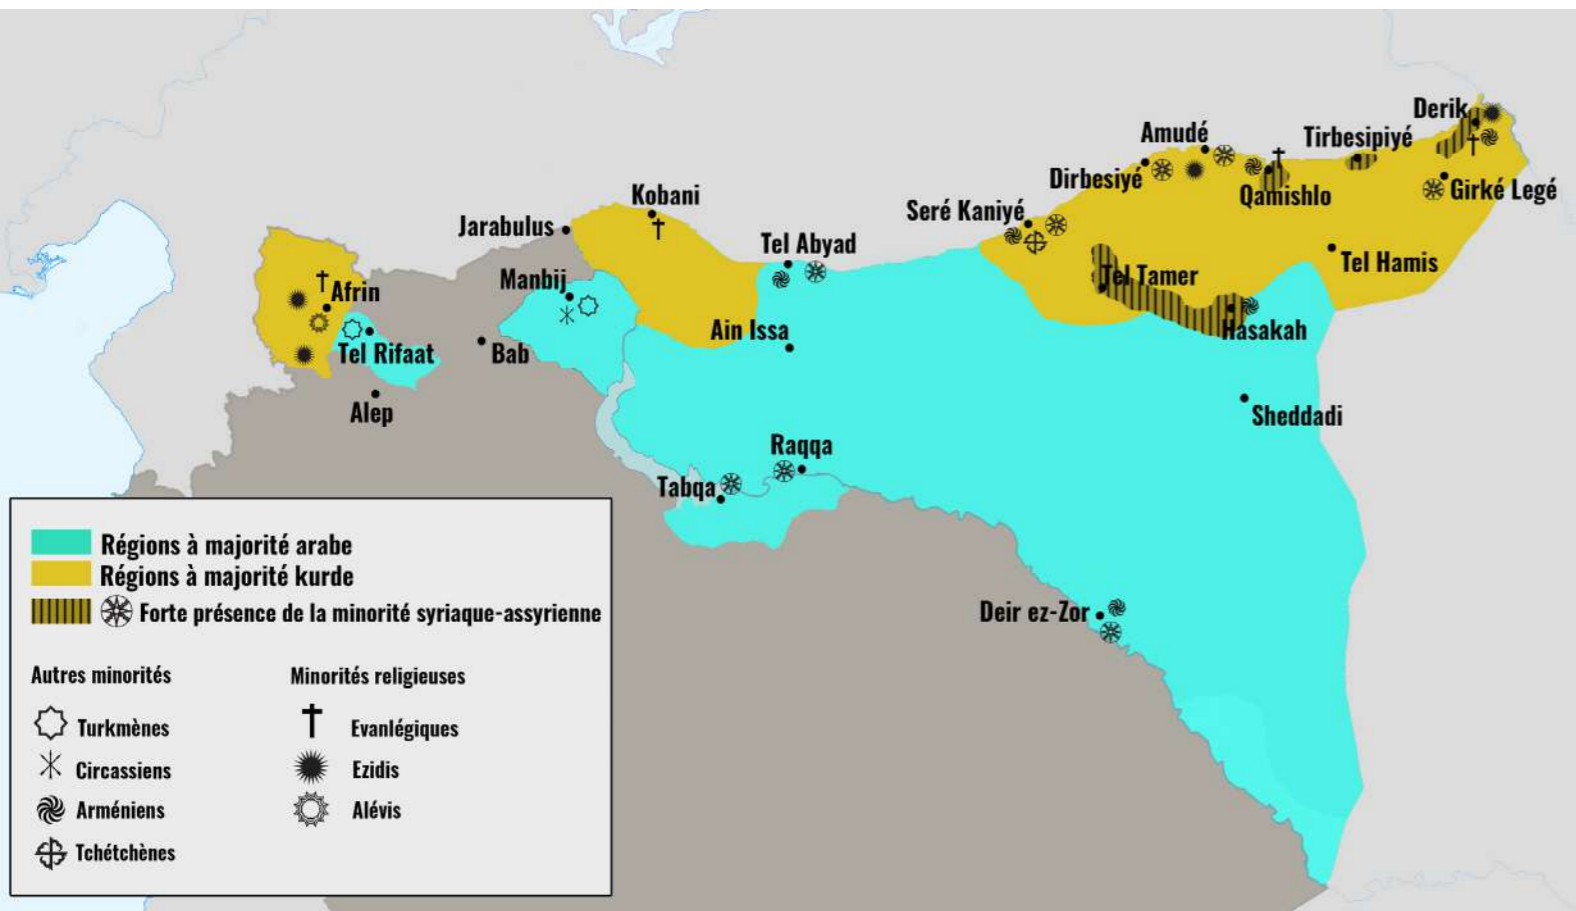 Derik
Amudé
Tirbesipiyé
Dirbesiyé
Qamishlo
Girké Legé
Kobani
Seré Kaniyé
Jarabulus
Tel Abyad
Tel Hamis
Manbij
Tel Tamer
Afrin
Ain Issa
Hasakah
Tel Rifaat
Bab
Alep
Sheddadi
Raqqa
Tabqa
Deir ez-Zor
Régions à majorité arabe
Régions à majorité kurde
Forte présence de la minorité syriaque-assyrienne
Autres minorités
Turkmènes
Circassiens
Arméniens
Tchétchènes
Minorités religieuses
Evanlégiques
Ezidis
Alévis